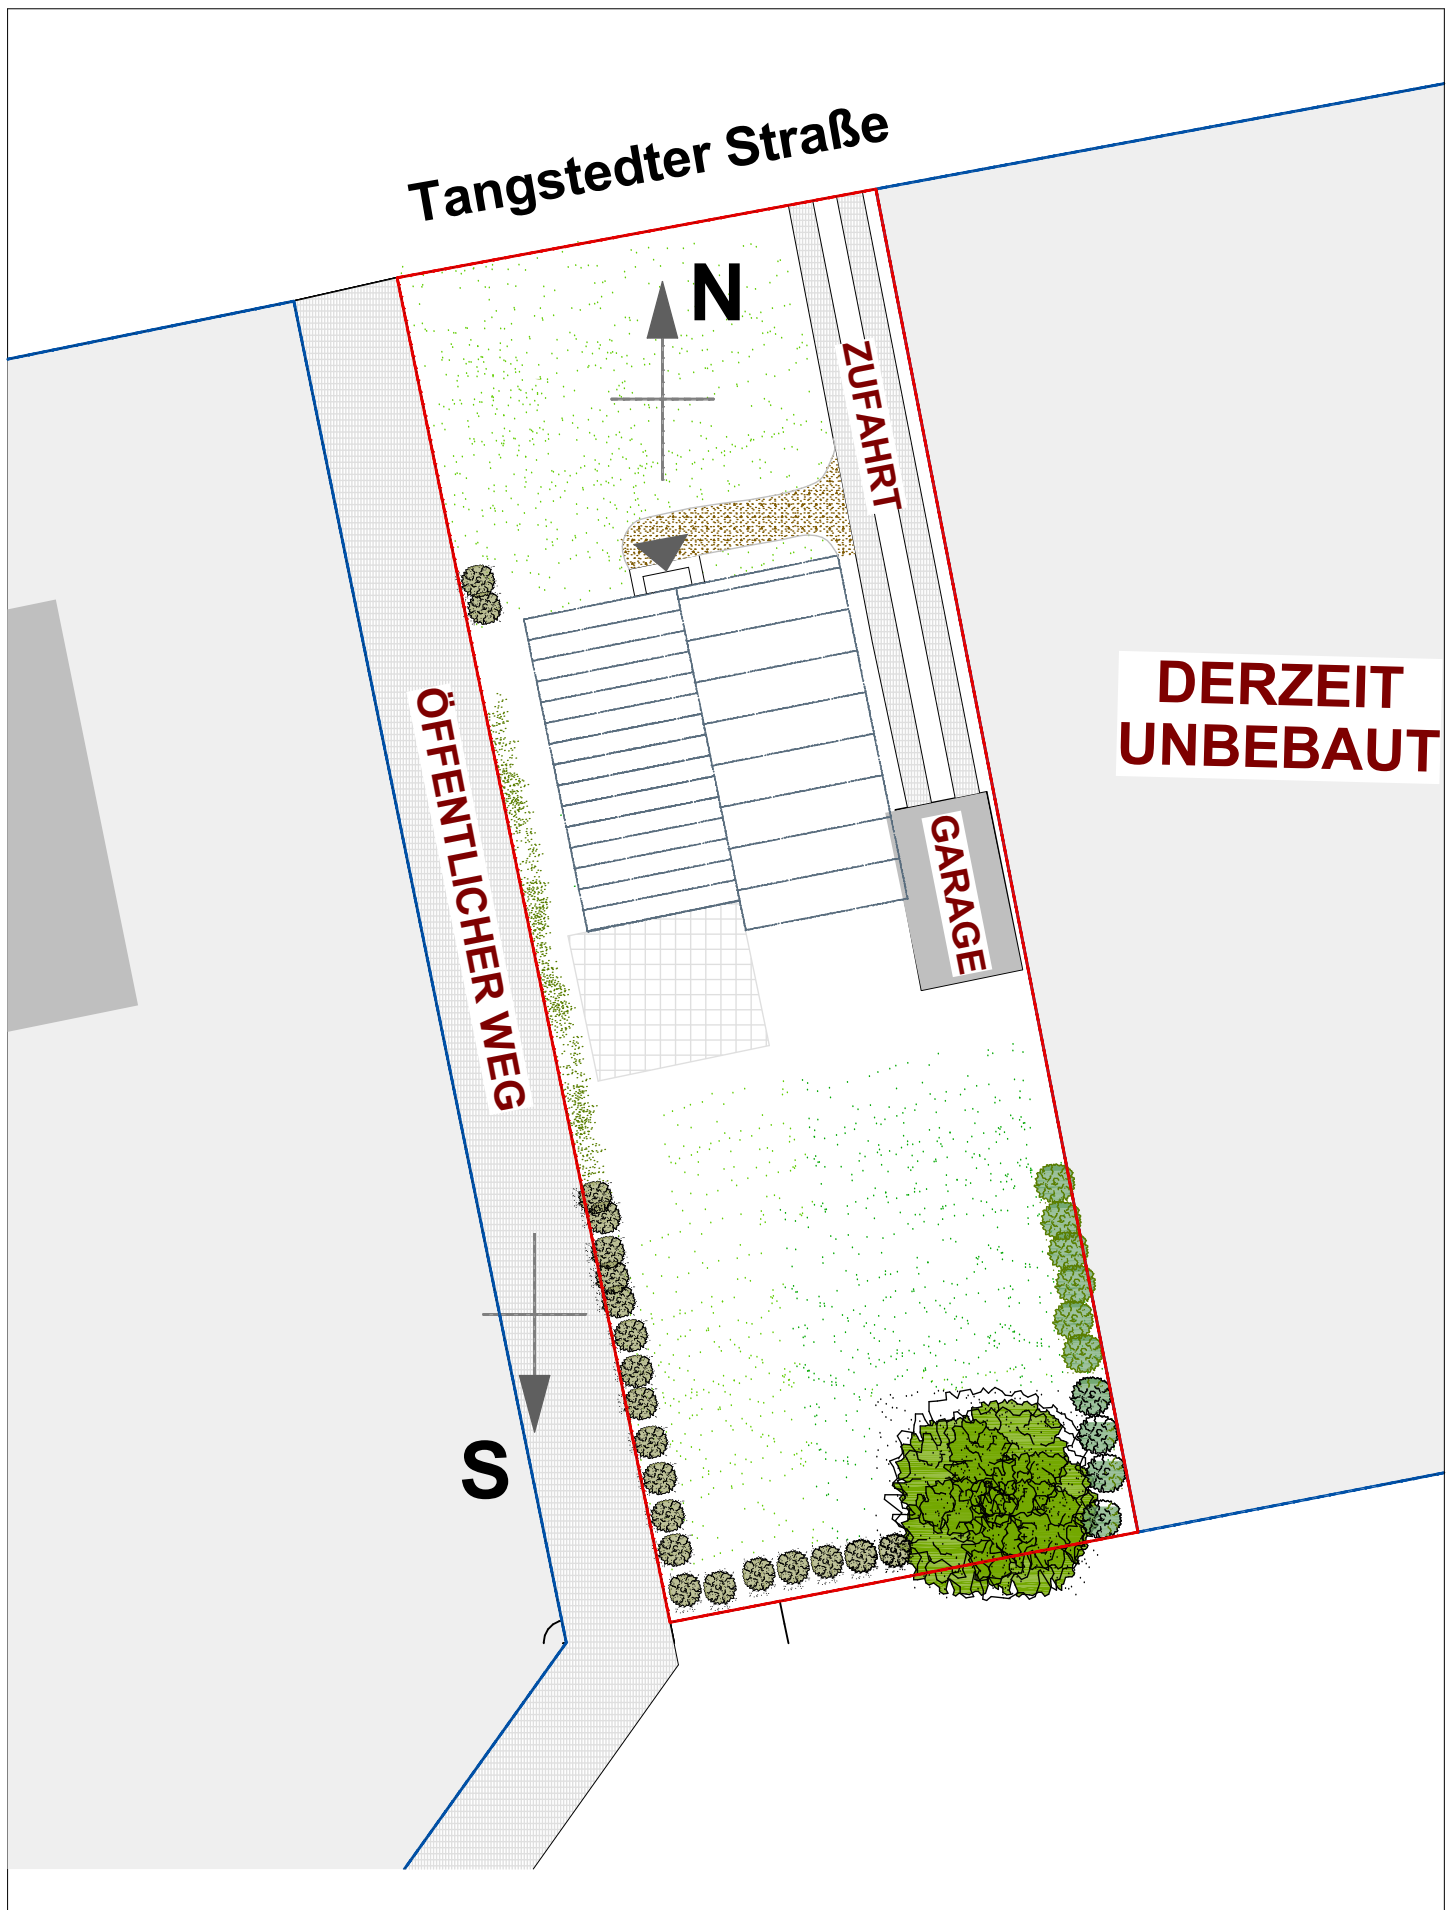 Tangstedter Straße
N
ZUFAHRT
DERZEIT
UNBEBAUT
ÖFFENTLICHER WEG
GARAGE
S